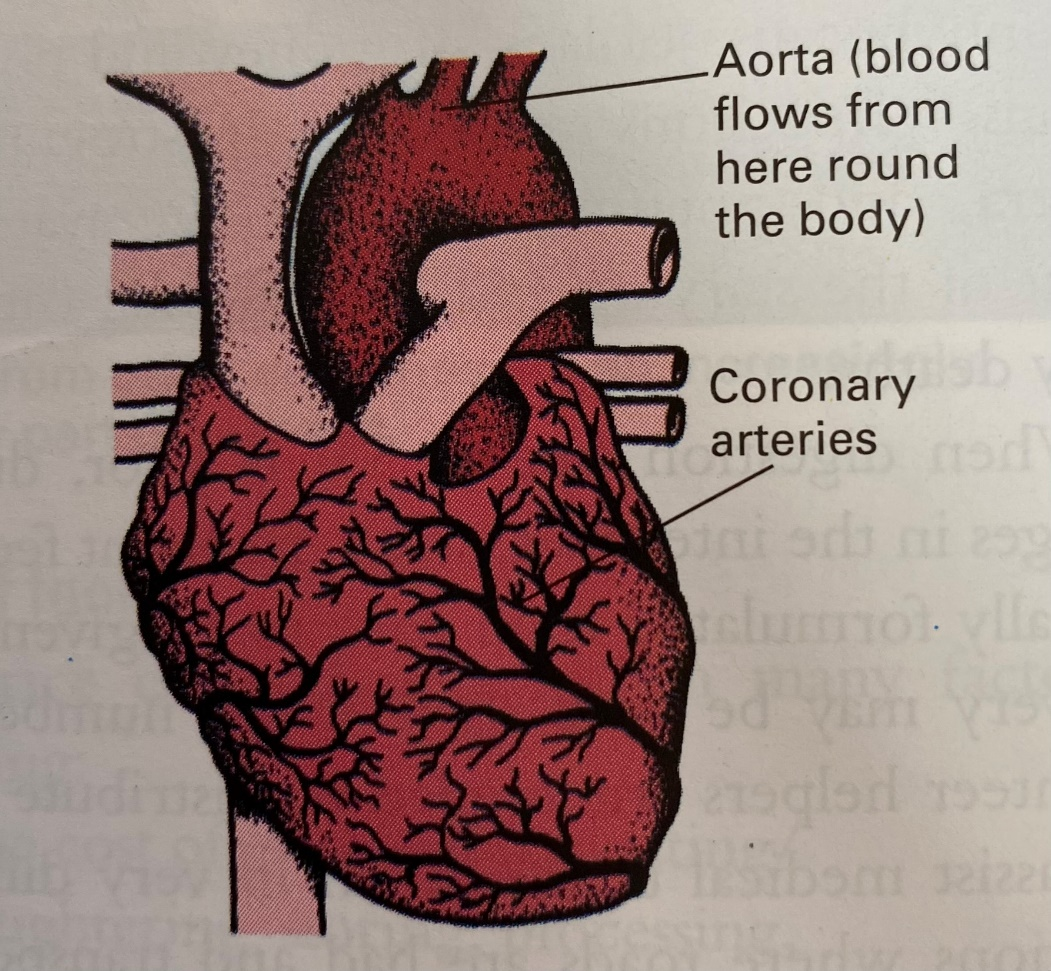 Aorta (blood
flows from
here round
the body)
Coronary
arteries